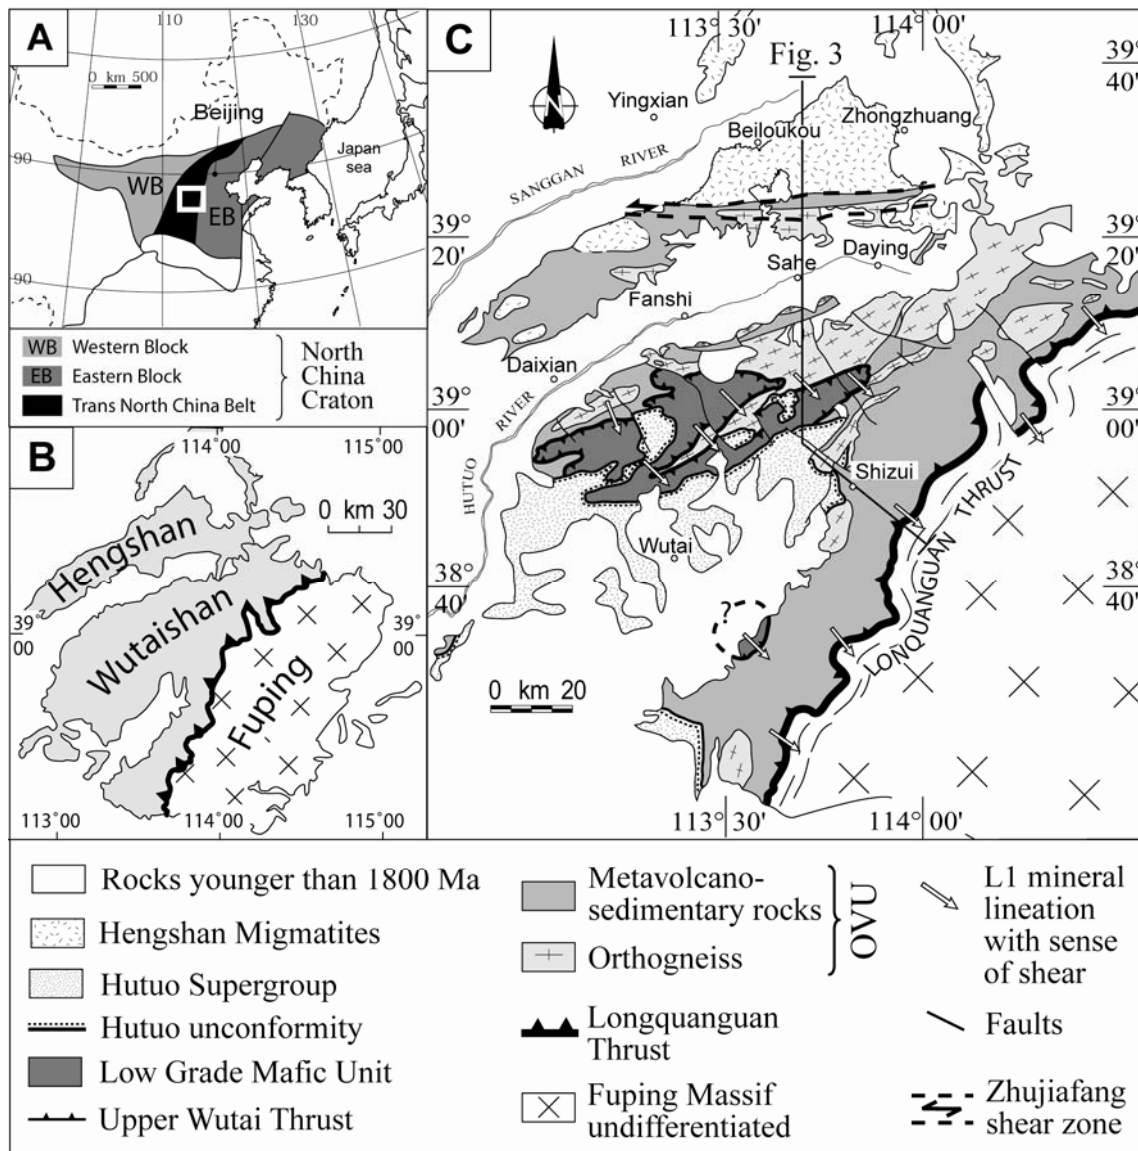 A
110
130
0 km 500
Beijing
90
WB
EB
Japan
sea
90
WB Western Block
EB Eastern Block
Trans North China Belt
North
China
Craton
B
114°00
115°00
0 km 30
Hengshan
Wutaishan
Fuping
39°
00
39°
00
113°00
114°00
115°00
C
113°30'
114°00'
Fig. 3
39°
40'
Yingxian
Beiloukou
Zhongzhuang
N
SANGGAN RIVER
39°
20'
39°
20'
Sahe
Daying
Fanshi
Daixian
39°
00'
39°
00'
HUTUO RIVER
Shizui
Wutai
38°
40'
38°
40'
?
LONQUANGUAN THRUST
0 km 20
113° 30'
114° 00'
Rocks younger than 1800 Ma
Hengshan Migmatites
Hutuo Supergroup
Hutuo unconformity
Low Grade Mafic Unit
Upper Wutai Thrust
Metavolcano-
sedimentary rocks
Orthogneiss
OVU
Longquanguan
Thrust
Fuping Massif
undifferentiated
L1 mineral
lineation
with sense
of shear
Faults
Zhujiafang
shear zone